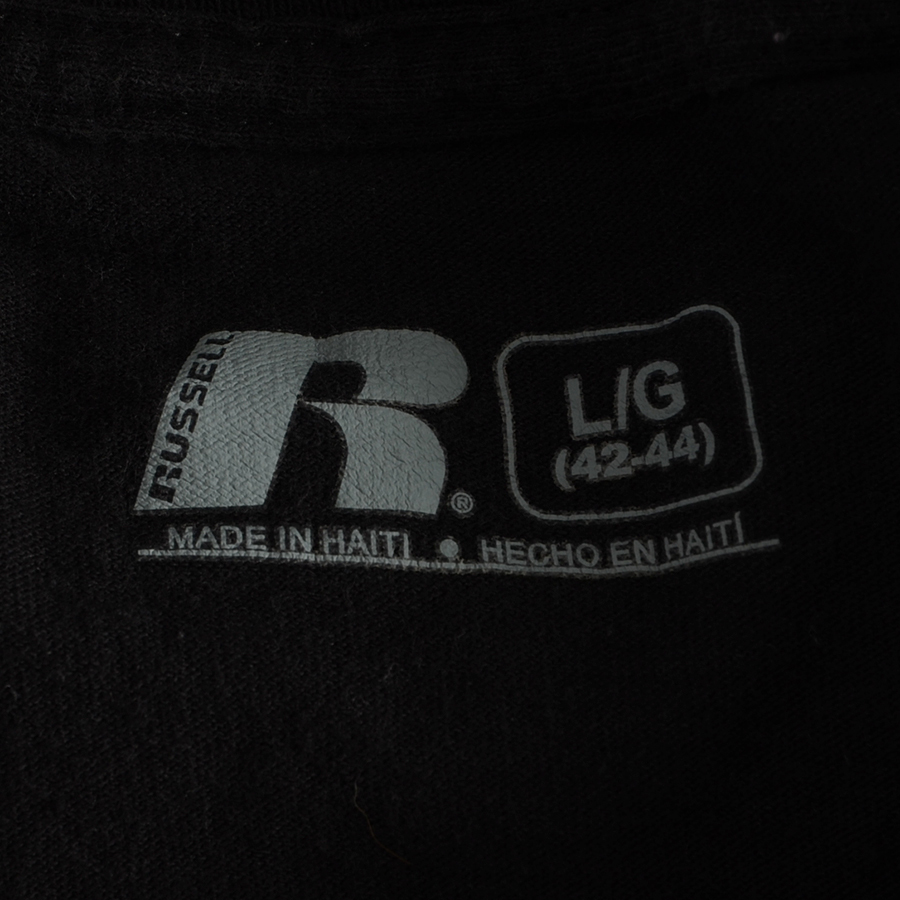 RUSSELL
R®
L/G
(42-44)
MADE IN HAITI • HECHO EN HAITÍ